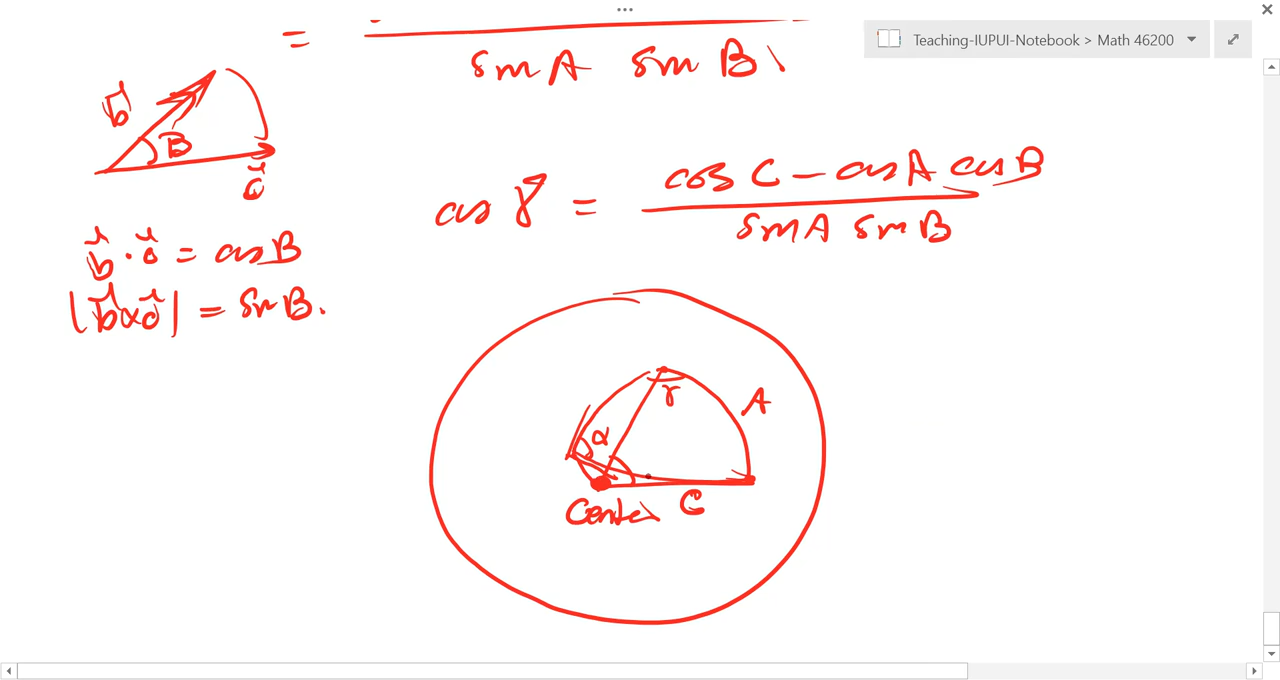 ...
Teaching-IUPUI-Notebook > Math 46200
=
sin A sin B
b⃗
B
c⃗
cos γ = (cos C - cos A cos B) / (sin A sin B)
b⃗ · c⃗ = cos B
|b⃗ × c⃗| = sin B.
γ
A
α
Center
C